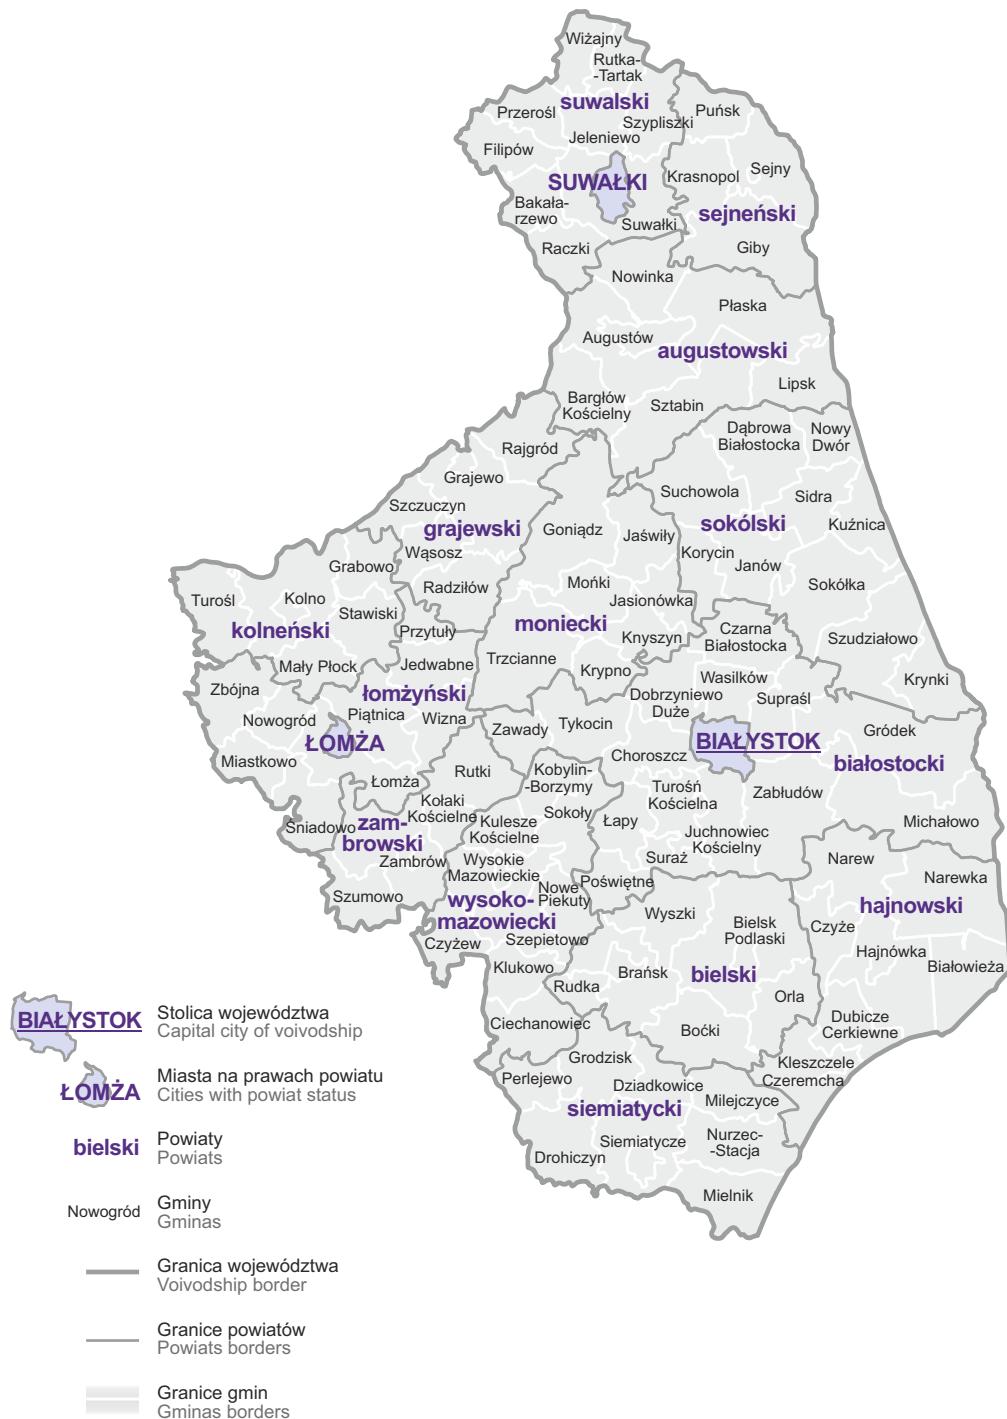 Wiżajny
Rutka-
-Tartak
suwalski
Przerośl
Szypliszki
Puńsk
Jeleniewo
Filipów
Krasnopol
Sejny
SUWAŁKI
Bakała-
rzewo
sejneński
Suwałki
Raczki
Giby
Nowinka
Płaska
Augustów
augustowski
Lipsk
Bargłów
Kościelny
Sztabin
Dąbrowa
Białostocka
Nowy
Dwór
Rajgród
Grajewo
Szczuczyn
Suchowola
Sidra
grajewski
Goniądz
Jaświły
sokólski
Kuźnica
Wąsosz
Korycin
Janów
Grabowo
Radziłów
Mońki
Sokółka
Turośl
Kolno
Stawiski
Jasionówka
kolneński
Przytuły
moniecki
Knyszyn
Czarna
Białostocka
Szudziałowo
Mały Płock
Jedwabne
Trzcianne
Krypno
Wasilków
Krynki
Zbójna
łomżyński
Dobrzyniewo
Duże
Supraśl
Nowogród
Piątnica
Wizna
Zawady
Tykocin
Gródek
ŁOMŻA
BIAŁYSTOK
Miastkowo
Choroszcz
białostocki
Łomża
Rutki
Kobylin-
-Borzymy
Turośń
Kościelna
Zabłudów
Kołaki
Kościelne
Sokoły
Śniadowo
zam-
browski
Kulesze
Kościelne
Łapy
Michałowo
Juchnowiec
Kościelny
Zambrów
Wysokie
Mazowieckie
Suraż
Narew
Szumowo
Nowe
Piekuty
Poświętne
Narewka
wysoko-
mazowiecki
hajnowski
Wyszki
Bielsk
Podlaski
Czyże
Czyżew
Szepietowo
Hajnówka
Białowieża
Klukowo
Brańsk
bielski
Rudka
Orla
Ciechanowiec
Boćki
Dubicze
Cerkiewne
Grodzisk
Kleszczele
Perlejewo
Dziadkowice
Czeremcha
siemiatycki
Milejczyce
Siemiatycze
Nurzec-
-Stacja
Drohiczyn
Mielnik
BIAŁYSTOK
Stolica województwa
Capital city of voivodship
ŁOMŻA
Miasta na prawach powiatu
Cities with powiat status
bielski
Powiaty
Powiats
Nowogród
Gminy
Gminas
Granica województwa
Voivodship border
Granice powiatów
Powiats borders
Granice gmin
Gminas borders